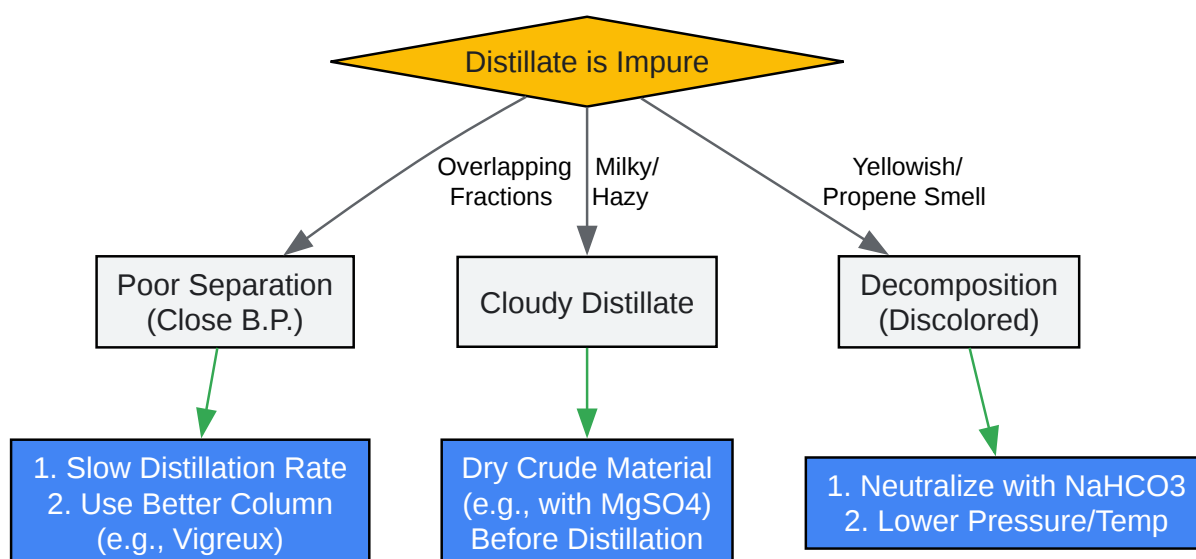 Distillate is Impure
Overlapping
Fractions
Milky/
Hazy
Yellowish/
Propene Smell
Poor Separation
(Close B.P.)
Cloudy Distillate
Decomposition
(Discolored)
1. Slow Distillation Rate
2. Use Better Column
(e.g., Vigreux)
Dry Crude Material
(e.g., with MgSO4)
Before Distillation
1. Neutralize with NaHCO3
2. Lower Pressure/Temp